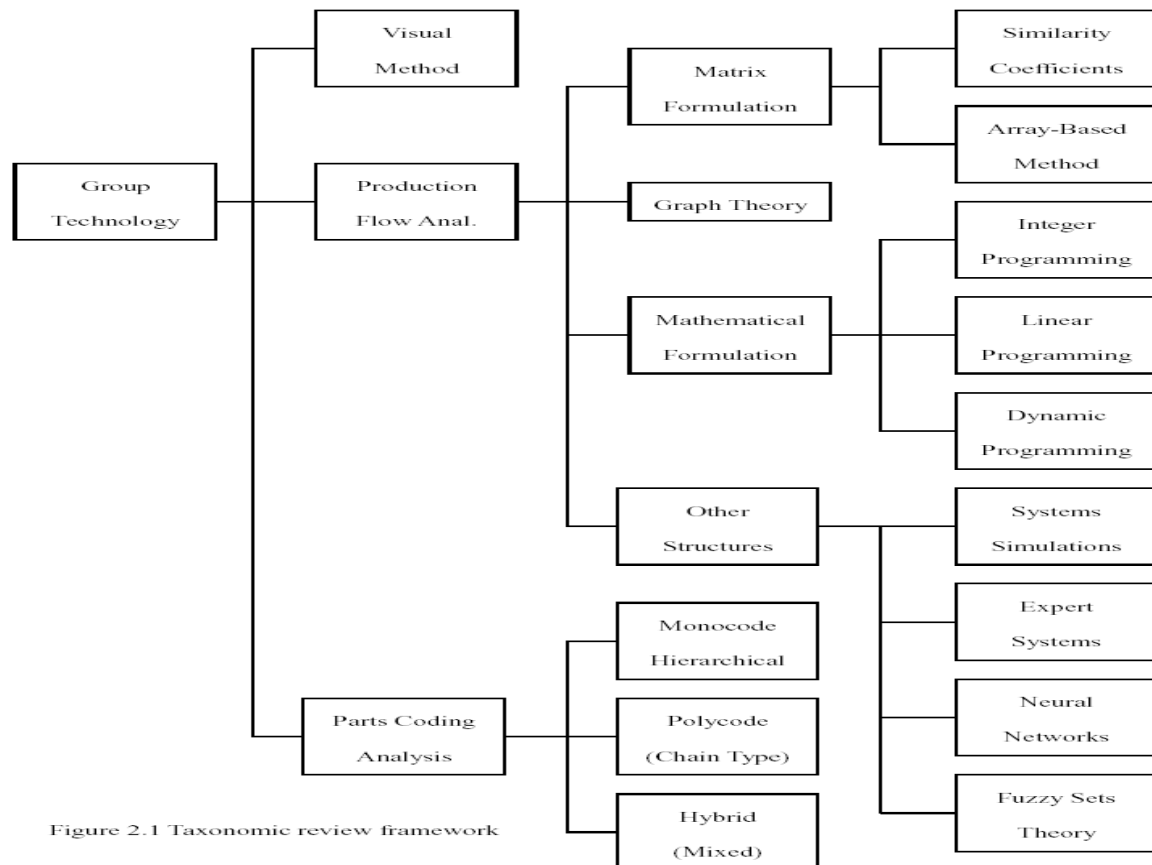 Visual
Method
Similarity
Coefficients
Matrix
Formulation
Array-Based
Method
Group
Technology
Production
Flow Anal.
Graph Theory
Integer
Programming
Mathematical
Formulation
Linear
Programming
Dynamic
Programming
Other
Structures
Systems
Simulations
Monocode
Hierarchical
Expert
Systems
Parts Coding
Analysis
Polycode
(Chain Type)
Neural
Networks
Hybrid
(Mixed)
Fuzzy Sets
Theory
Figure 2.1 Taxonomic review framework